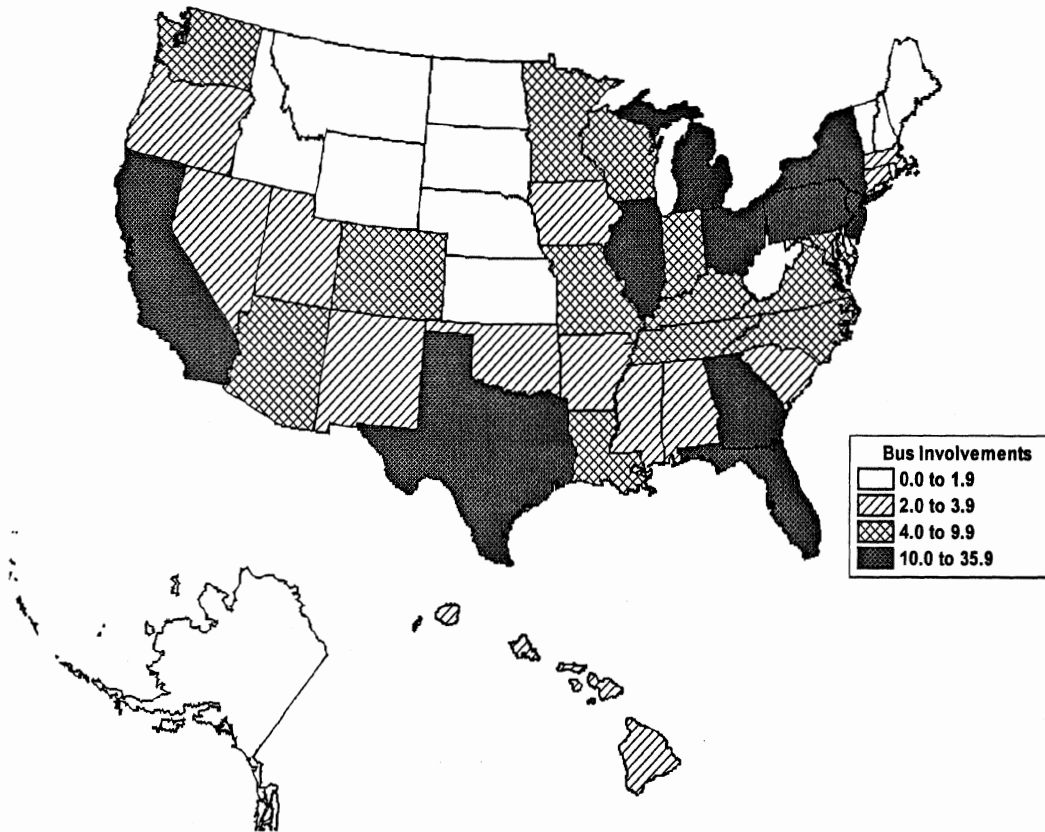 Bus Involvements
0.0 to 1.9
2.0 to 3.9
4.0 to 9.9
10.0 to 35.9